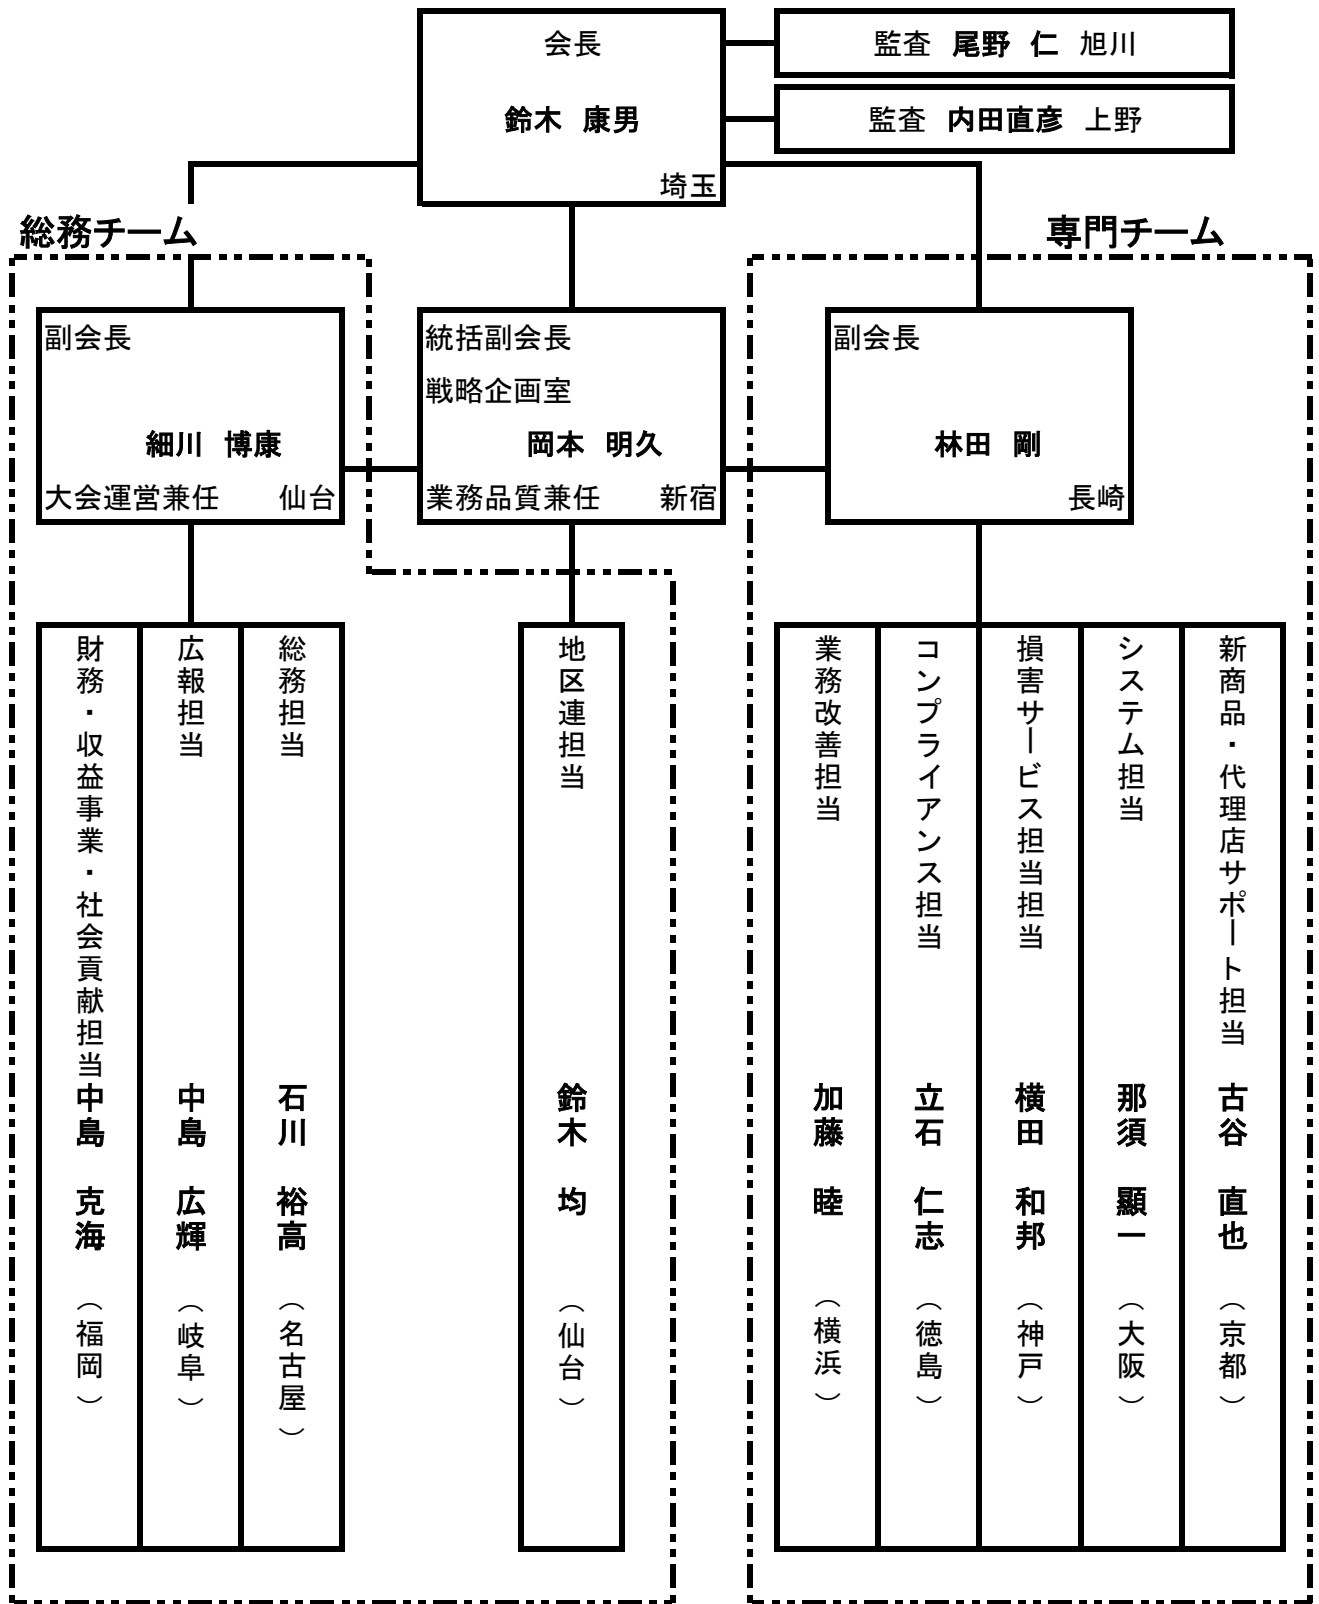 会長
鈴木 康男
埼玉
監査 尾野 仁 旭川
監査 内田直彦 上野
総務チーム
専門チーム
副会長
細川 博康
大会運営兼任 仙台
統括副会長
戦略企画室
岡本 明久
業務品質兼任 新宿
副会長
林田 剛
長崎
財務・収益事業・社会貢献担当
中島 克海
（福岡）
広報担当
中島 広輝
（岐阜）
総務担当
石川 裕高
（名古屋）
地区連担当
鈴木 均
（仙台）
業務改善担当
加藤 睦
（横浜）
コンプライアンス担当
立石 仁志
（徳島）
損害サービス担当担当
横田 和邦
（神戸）
システム担当
那須 顯一
（大阪）
新商品・代理店サポート担当
古谷 直也
（京都）